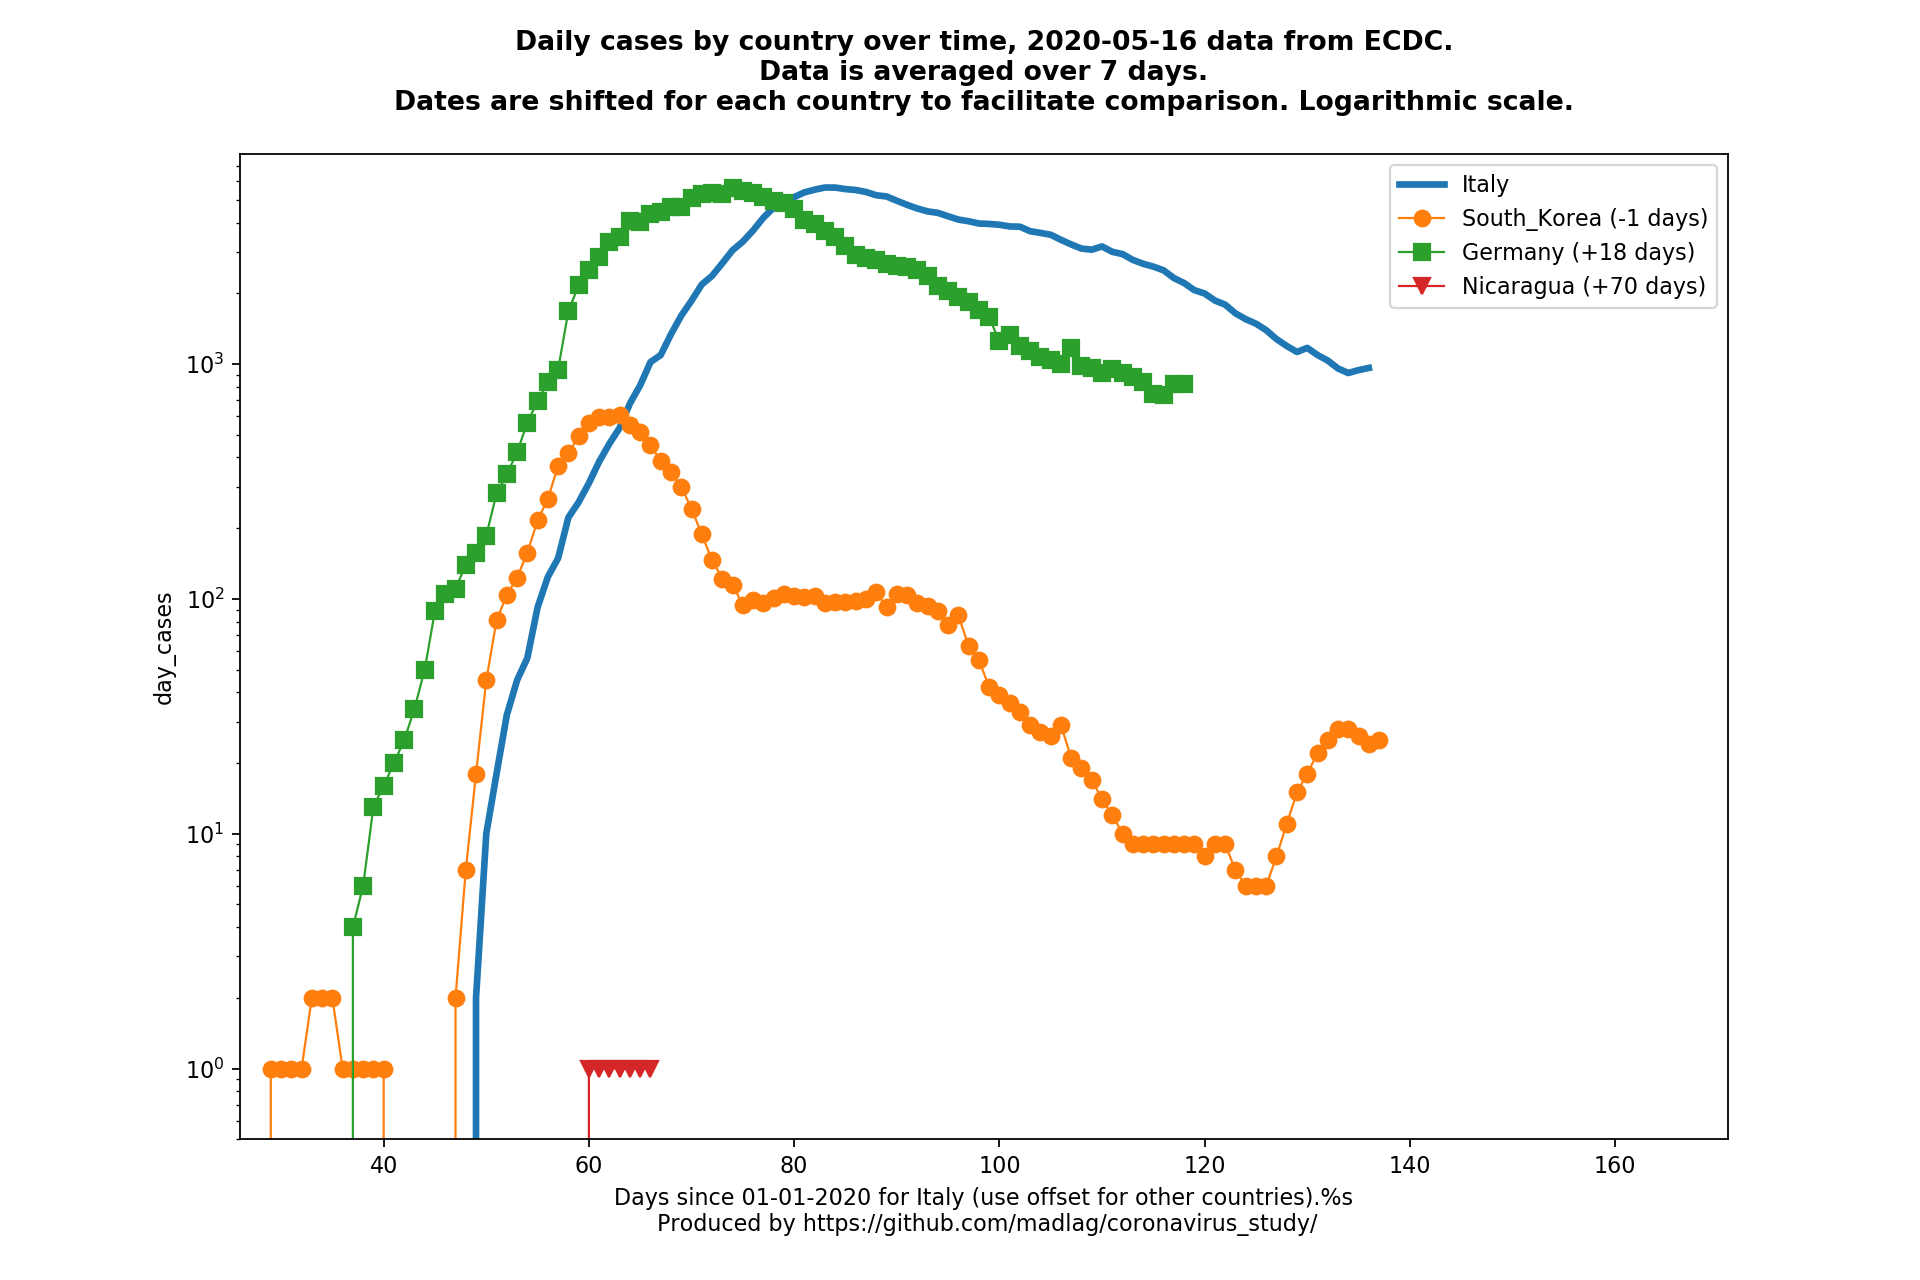 Daily cases by country over time, 2020-05-16 data from ECDC.
Data is averaged over 7 days.
Dates are shifted for each country to facilitate comparison. Logarithmic scale.
Italy
South_Korea (-1 days)
Germany (+18 days)
Nicaragua (+70 days)
day_cases
10³
10²
10¹
10⁰
40 60 80 100 120 140 160
Days since 01-01-2020 for Italy (use offset for other countries).%s
Produced by https://github.com/madlag/coronavirus_study/